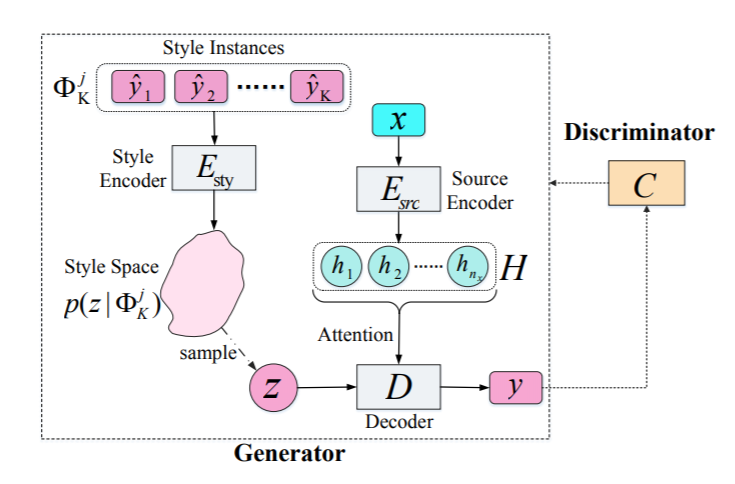 Style Instances
Φ_K^j
ŷ_1 ŷ_2 ······ ŷ_K
x
Discriminator
Style
Encoder
E_sty
E_src
Source
Encoder
C
Style Space
p(z | Φ_K^j)
h_1 h_2 ······ h_{n_x} H
Attention
sample
z
D
y
Decoder
Generator